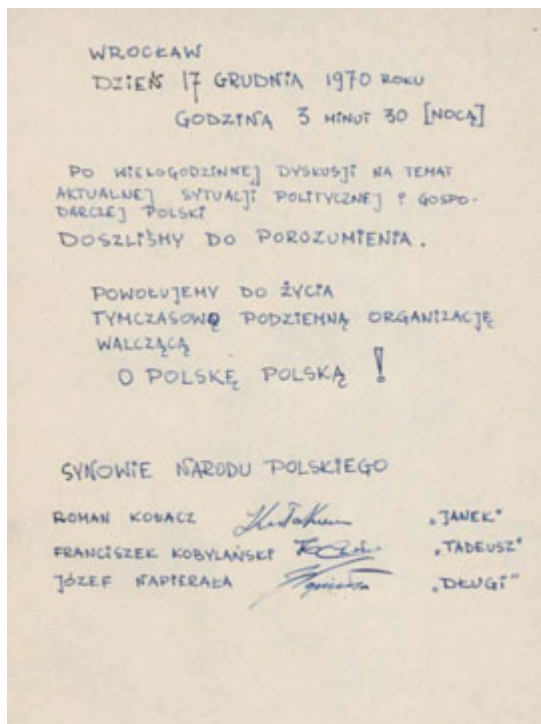 WROCŁAW
DZIEŃ 17 GRUDNIA 1970 ROKU
GODZINA 3 MINUT 30 [NOCĄ]
PO WIELOGODZINNEJ DYSKUSJI NA TEMAT
AKTUALNEJ SYTUACJI POLITYCZNEJ I GOSPO-
DARCZEJ POLSKI
DOSZLIŚMY DO POROZUMIENIA.
POWOŁUJEMY DO ŻYCIA
TYMCZASOWĄ PODZIEMNĄ ORGANIZACJĘ
WALCZĄCĄ
O POLSKĘ POLSKĄ !
SYNOWIE NARODU POLSKIEGO
ROMAN KOŁACZ „JANEK"
FRANCISZEK KOBYLAŃSKI „TADEUSZ"
JÓZEF NAPIERAŁA „DŁUGI"